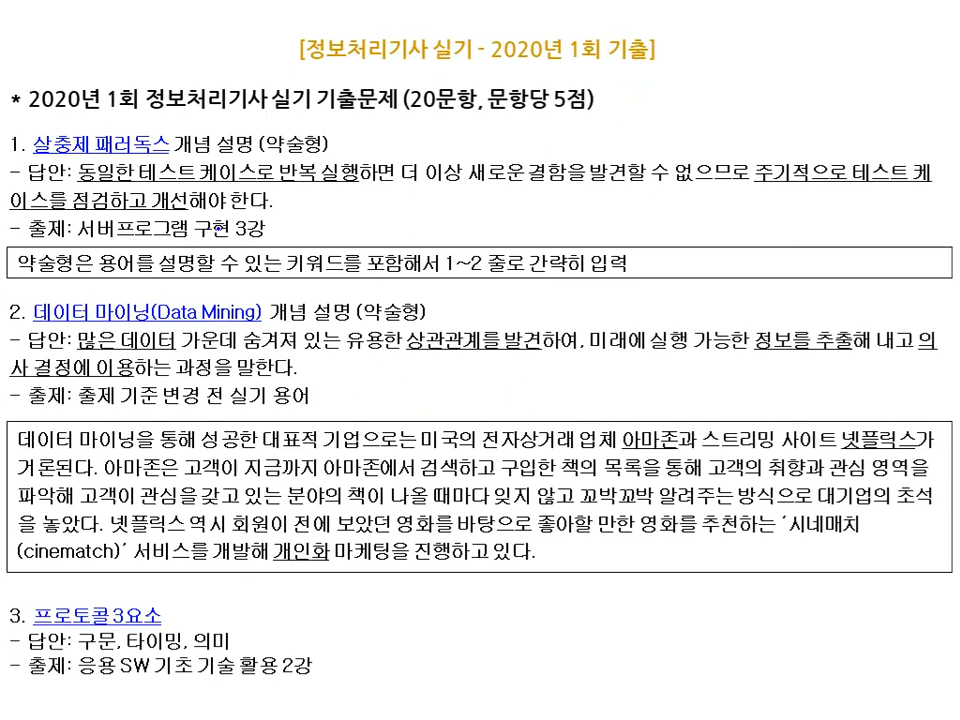 [정보처리기사 실기 - 2020년 1회 기출]
* 2020년 1회 정보처리기사 실기 기출문제 (20문항, 문항당 5점)
1. 살충제 패러독스 개념 설명 (약술형)
- 답안: 동일한 테스트 케이스로 반복 실행하면 더 이상 새로운 결함을 발견할 수 없으므로 주기적으로 테스트 케
이스를 점검하고 개선해야 한다.
- 출제: 서버프로그램 구현 3강
약술형은 용어를 설명할 수 있는 키워드를 포함해서 1~2 줄로 간략히 입력
2. 데이터 마이닝(Data Mining) 개념 설명 (약술형)
- 답안: 많은 데이터 가운데 숨겨져 있는 유용한 상관관계를 발견하여, 미래에 실행 가능한 정보를 추출해 내고 의
사 결정에 이용하는 과정을 말한다.
- 출제: 출제 기준 변경 전 실기 용어
데이터 마이닝을 통해 성공한 대표적 기업으로는 미국의 전자상거래 업체 아마존과 스트리밍 사이트 넷플릭스가
거론된다. 아마존은 고객이 지금까지 아마존에서 검색하고 구입한 책의 목록을 통해 고객의 취향과 관심 영역을
파악해 고객이 관심을 갖고 있는 분야의 책이 나올 때마다 잊지 않고 꼬박꼬박 알려주는 방식으로 대기업의 초석
을 놓았다. 넷플릭스 역시 회원이 전에 보았던 영화를 바탕으로 좋아할 만한 영화를 추천하는 '시네매치
(cinematch)' 서비스를 개발해 개인화 마케팅을 진행하고 있다.
3. 프로토콜 3요소
- 답안: 구문, 타이밍, 의미
- 출제: 응용 SW 기초 기술 활용 2강